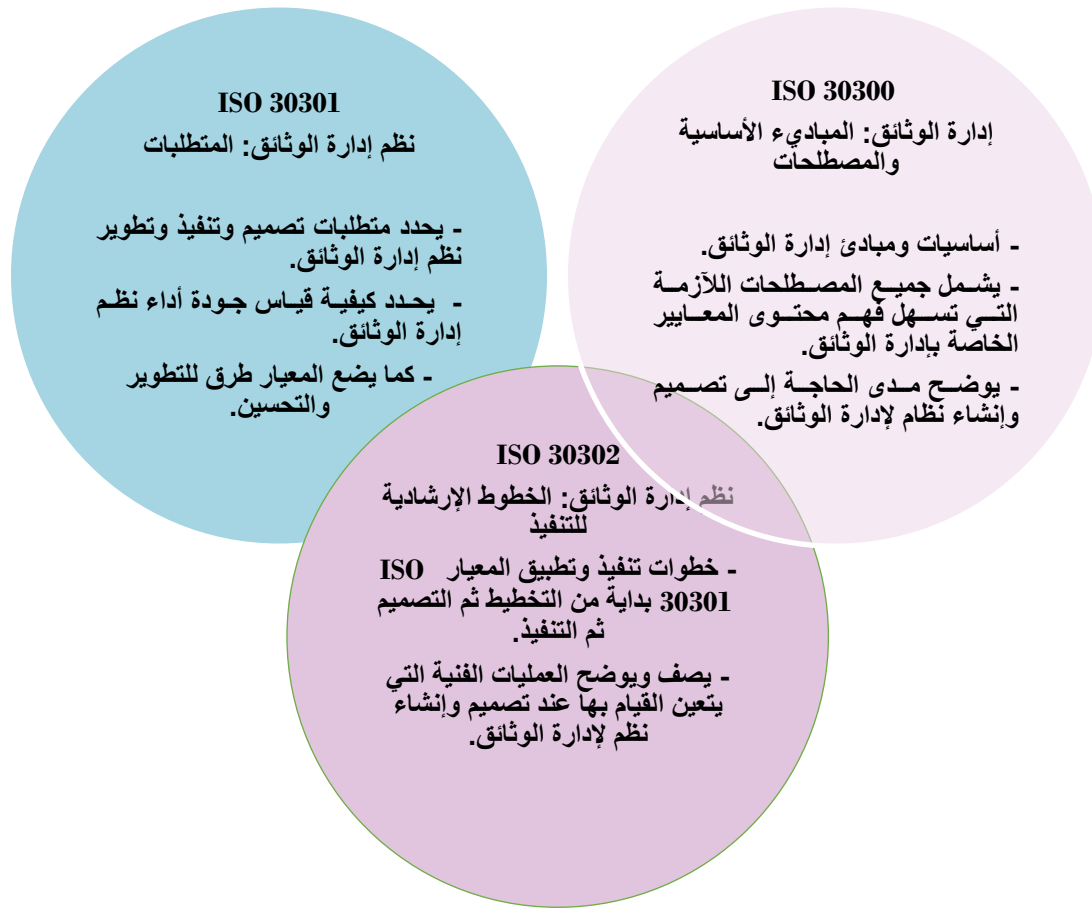 ISO 30300
إدارة الوثائق: المباديء الأساسية
والمصطلحات
- أساسيات ومبادئ إدارة الوثائق.
- يشمل جميع المصطلحات اللآزمة
التي تسهل فهم محتوى المعايير
الخاصة بإدارة الوثائق.
- يوضح مدى الحاجة إلى تصميم
وإنشاء نظام لإدارة الوثائق.
ISO 30301
نظم إدارة الوثائق: المتطلبات
- يحدد متطلبات تصميم وتنفيذ وتطوير
نظم إدارة الوثائق.
- يحدد كيفية قياس جودة أداء نظم
إدارة الوثائق.
- كما يضع المعيار طرق للتطوير
والتحسين.
ISO 30302
نظم إدارة الوثائق: الخطوط الإرشادية
للتنفيذ
- خطوات تنفيذ وتطبيق المعيار ISO
30301 بداية من التخطيط ثم التصميم
ثم التنفيذ.
- يصف ويوضح العمليات الفنية التي
يتعين القيام بها عند تصميم وإنشاء
نظم لإدارة الوثائق.